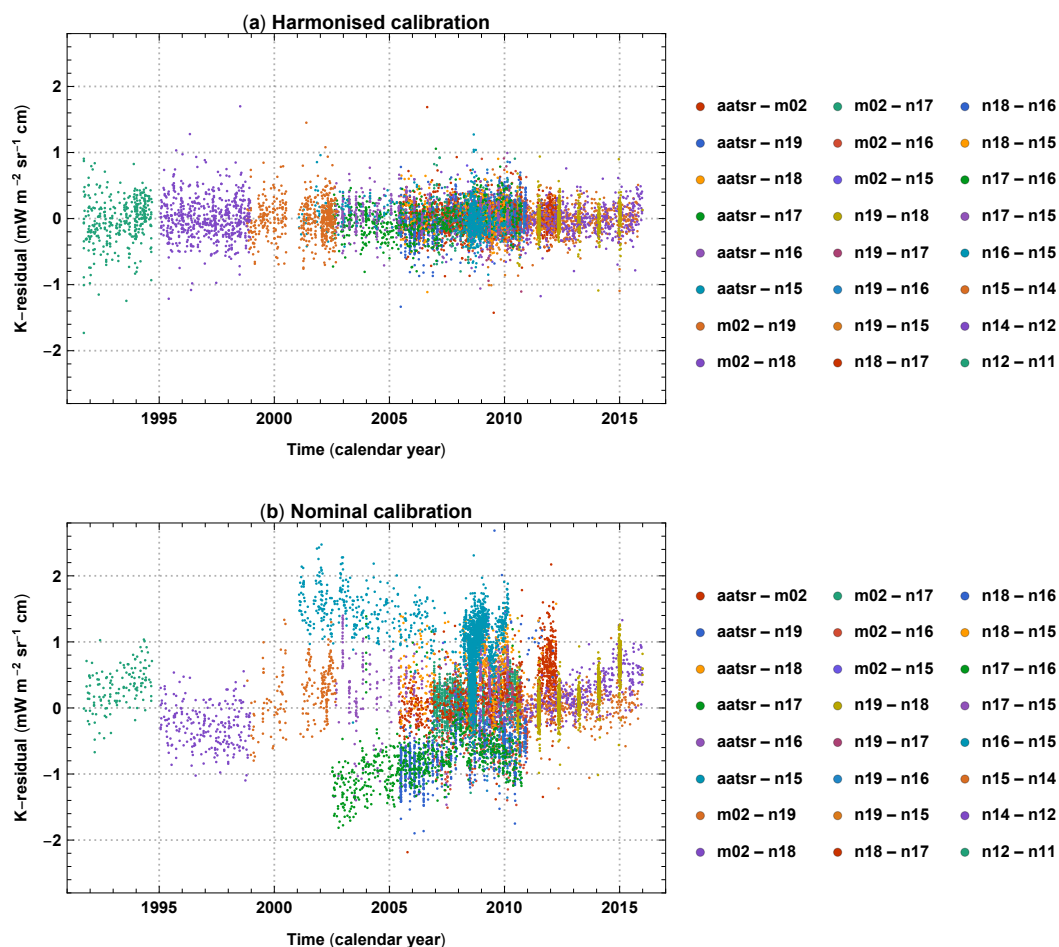 (a) Harmonised calibration
K−residual (mW m⁻² sr⁻¹ cm)
2
1
0
−1
−2
1995 2000 2005 2010 2015
Time (calendar year)
aatsr – m02 m02 – n17 n18 – n16
aatsr – n19 m02 – n16 n18 – n15
aatsr – n18 m02 – n15 n17 – n16
aatsr – n17 n19 – n18 n17 – n15
aatsr – n16 n19 – n17 n16 – n15
aatsr – n15 n19 – n16 n15 – n14
m02 – n19 n19 – n15 n14 – n12
m02 – n18 n18 – n17 n12 – n11
(b) Nominal calibration
K−residual (mW m⁻² sr⁻¹ cm)
2
1
0
−1
−2
1995 2000 2005 2010 2015
Time (calendar year)
aatsr – m02 m02 – n17 n18 – n16
aatsr – n19 m02 – n16 n18 – n15
aatsr – n18 m02 – n15 n17 – n16
aatsr – n17 n19 – n18 n17 – n15
aatsr – n16 n19 – n17 n16 – n15
aatsr – n15 n19 – n16 n15 – n14
m02 – n19 n19 – n15 n14 – n12
m02 – n18 n18 – n17 n12 – n11